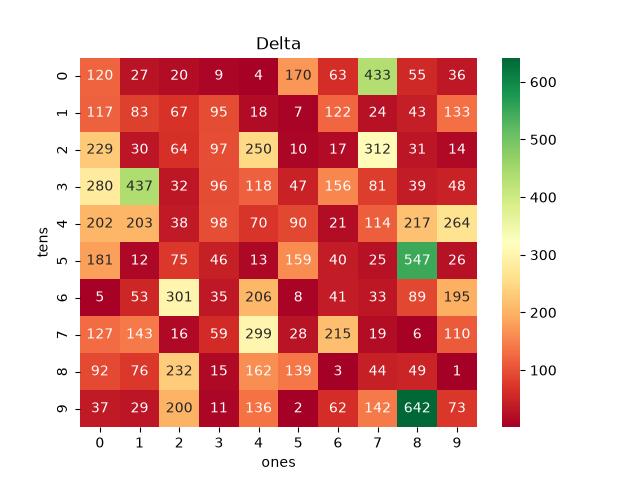 Delta
0 120 27 20 9 4 170 63 433 55 36
1 117 83 67 95 18 7 122 24 43 133
2 229 30 64 97 250 10 17 312 31 14
3 280 437 32 96 118 47 156 81 39 48
4 202 203 38 98 70 90 21 114 217 264
5 181 12 75 46 13 159 40 25 547 26
6 5 53 301 35 206 8 41 33 89 195
7 127 143 16 59 299 28 215 19 6 110
8 92 76 232 15 162 139 3 44 49 1
9 37 29 200 11 136 2 62 142 642 73
0 1 2 3 4 5 6 7 8 9
ones
tens
600
500
400
300
200
100